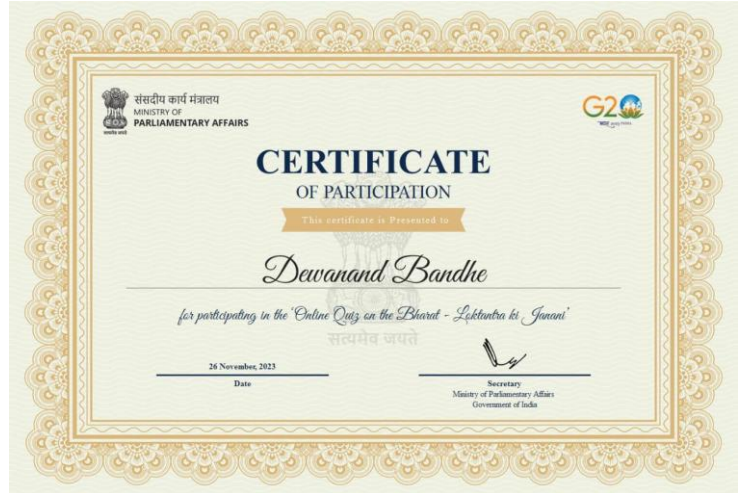 संसदीय कार्य मंत्रालय
MINISTRY OF
PARLIAMENTARY AFFAIRS
G20
भारत
CERTIFICATE
OF PARTICIPATION
This certificate is Presented to
Dewanand Bandhe
for participating in the 'Online Quiz on the Bharat - Loktantra ki Janani'
सत्यमेव जयते
26 November, 2023
Date
Secretary
Ministry of Parliamentary Affairs
Government of India